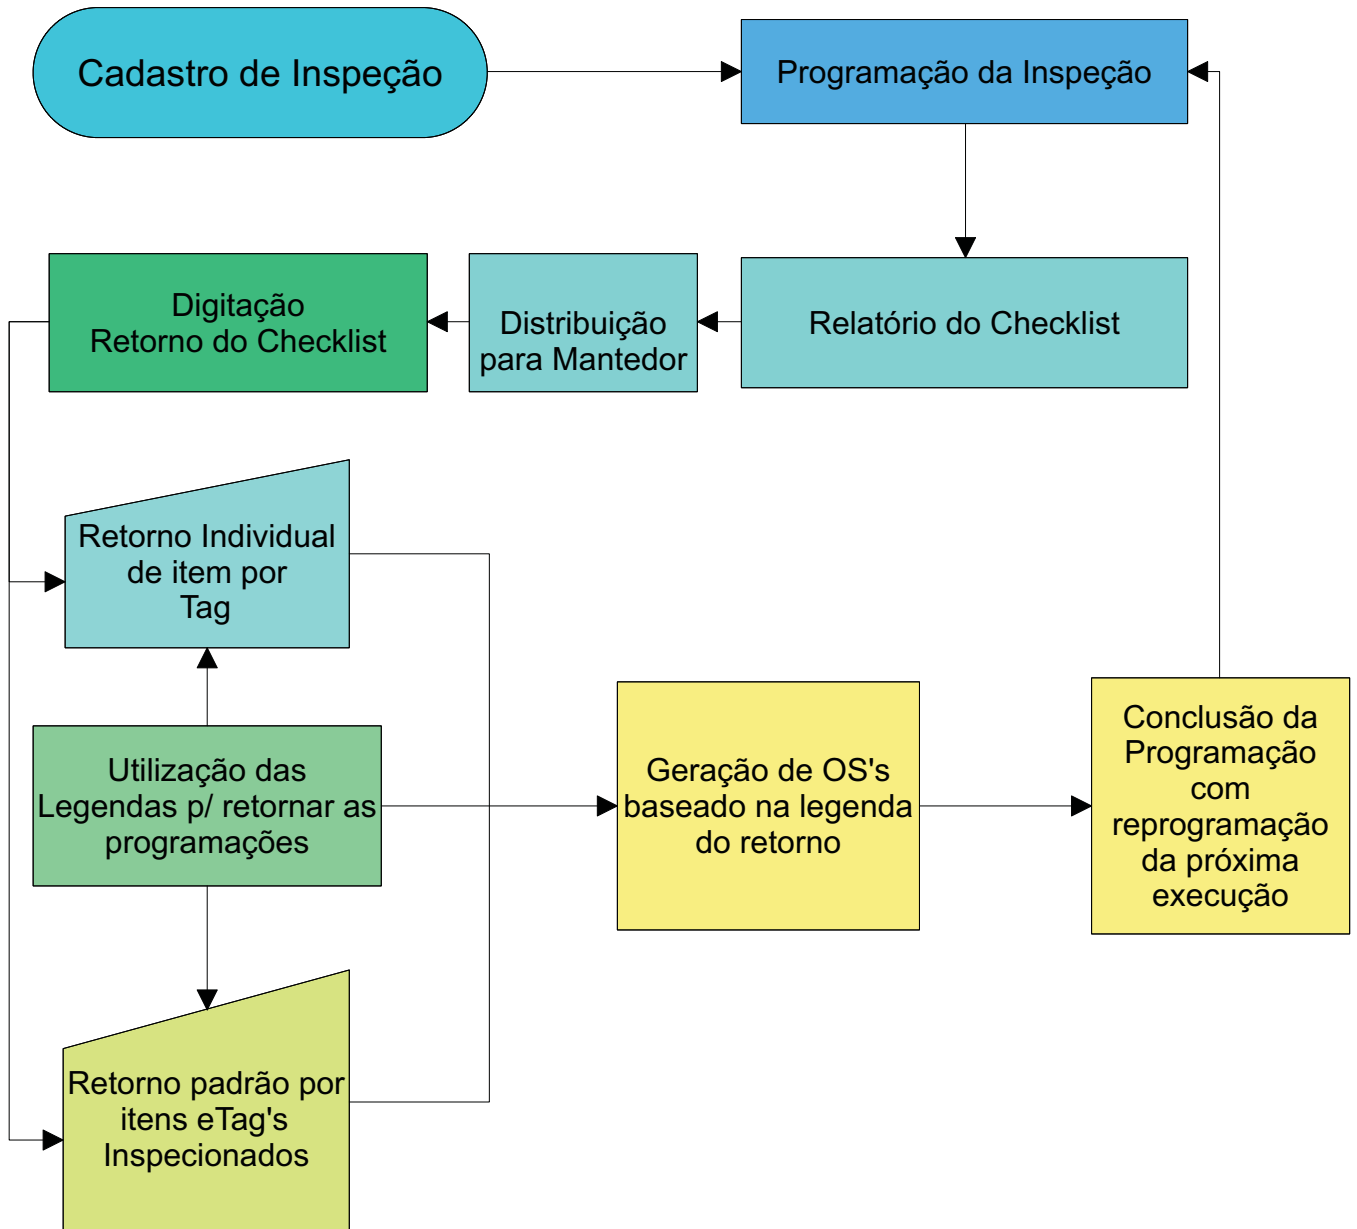 Cadastro de Inspeção
Programação da Inspeção
Digitação
Retorno do Checklist
Distribuição
para Mantedor
Relatório do Checklist
Retorno Individual
de item por
Tag
Utilização das
Legendas p/ retornar as
programações
Geração de OS's
baseado na legenda
do retorno
Conclusão da
Programação
com
reprogramação
da próxima
execução
Retorno padrão por
itens eTag's
Inspecionados